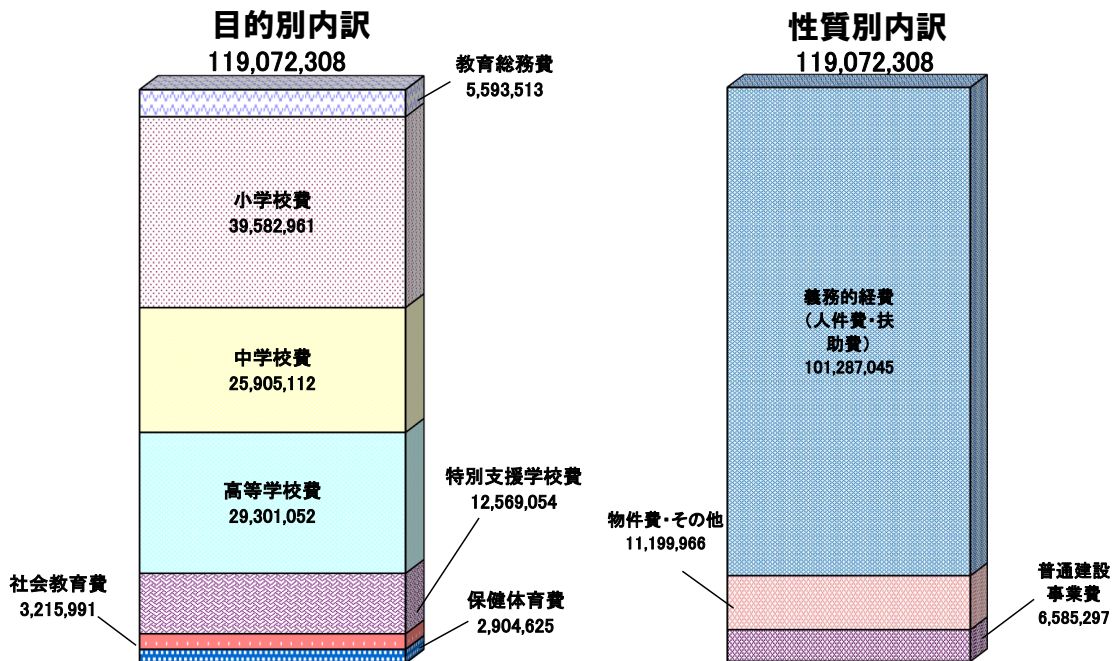 目的別内訳
119,072,308
教育総務費
5,593,513
小学校費
39,582,961
中学校費
25,905,112
高等学校費
29,301,052
特別支援学校費
12,569,054
社会教育費
3,215,991
保健体育費
2,904,625
性質別内訳
119,072,308
義務的経費
（人件費・扶
助費）
101,287,045
物件費・その他
11,199,966
普通建設
事業費
6,585,297